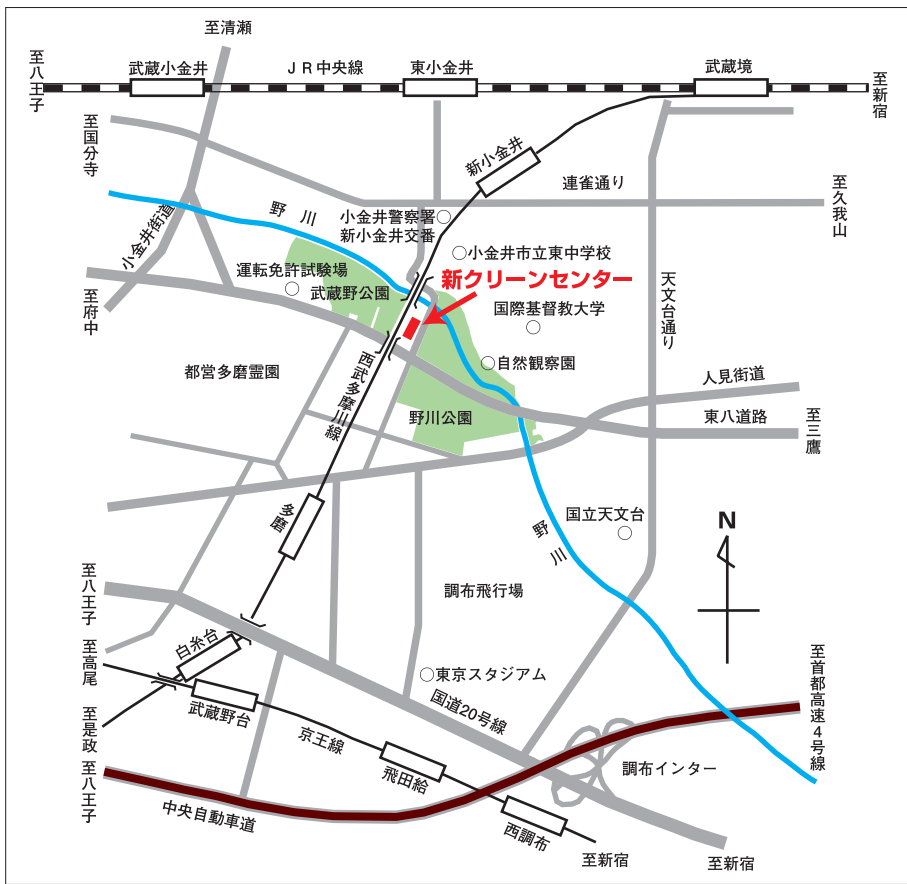 至清瀬
至八王子
武蔵小金井
JR中央線
東小金井
武蔵境
至新宿
至国分寺
新小金井
連雀通り
至久我山
小金井街道
野川
小金井警察署
新小金井交番
小金井市立東中学校
運転免許試験場
武蔵野公園
新クリーンセンター
国際基督教大学
天文台通り
至府中
都営多磨霊園
西武多摩川線
自然観察園
野川公園
人見街道
東八道路
至三鷹
多磨
国立天文台
野川
N
調布飛行場
至八王子
白糸台
至高尾
東京スタジアム
国道20号線
至首都高速4号線
武蔵野台
至是政
京王線
飛田給
調布インター
至八王子
中央自動車道
西調布
至新宿
至新宿